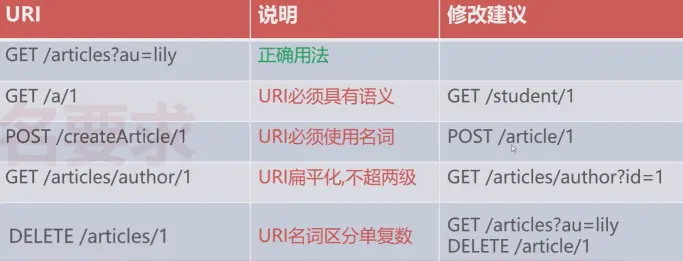 URI 说明 修改建议
GET /articles?au=lily 正确用法
GET /a/1 URI必须具有语义 GET /student/1
名要求
POST /createArticle/1 URI必须使用名词 POST /article/1
GET /articles/author/1 URI扁平化,不超两级 GET /articles/author?id=1
DELETE /articles/1 URI名词区分单复数 GET /articles?au=lily
DELETE /article/1